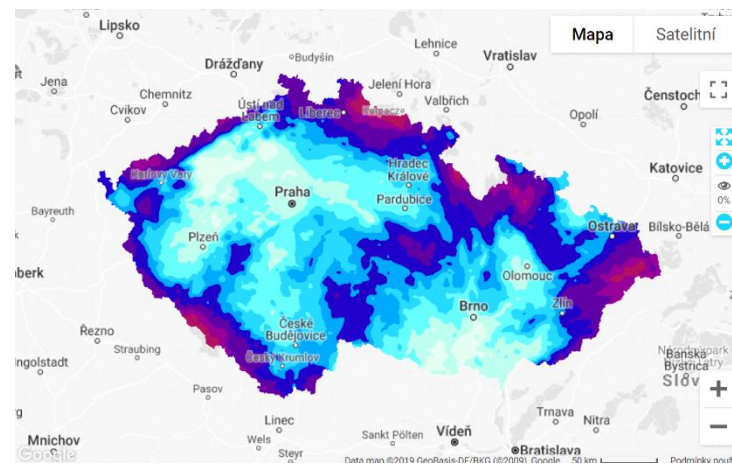 Lipsko
Lehnice
Mapa
Satelitní
Budyšín
Vratislav
Drážďany
Jena
Chemnitz
Jelení Hora
Čenstoch
Cvikov
Ústí nad
Labem
Liberec
Valbřich
Opolí
Karlovy Vary
Hradec
Králové
Katovice
0%
Praha
Pardubice
Bayreuth
Plzeň
Ostrava
Bílsko-Bělá
berk
Olomouc
Brno
Zlín
Řezno
České
Budějovice
Straubing
Český Krumlov
Ingolstadt
Banská
Bystrica
Pasov
Trnava
Nitra
Linec
Mnichov
Wels
Sankt Pölten
Vídeň
Steyr
Bratislava
Google
Data map ©2019 GeoBasis-DE/BKG (©2009), Google
50 km
Podmínky použ